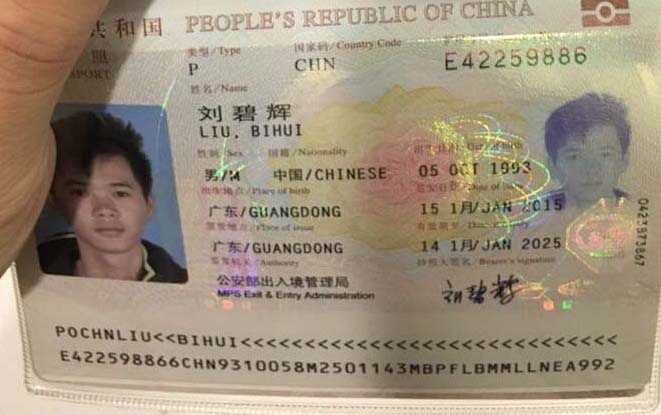 共和国 PEOPLE'S REPUBLIC OF CHINA
类型/Type 国家码/Country Code
PORT P CHN E42259886
姓名/Name
刘碧辉
LIU, BIHUI
性别/Sex 国籍/Nationality 出生日期/Date of birth
男/M 中国/CHINESE 05 OCT 1993
出生地点/Place of birth 签发日期/Date of issue
广东/GUANGDONG 15 1月/JAN 2015
签发地点/Place of issue 有效期至/Date of expiry
广东/GUANGDONG 14 1月/JAN 2025
签发机关/Authority 持照人签名/Bearer's signature
公安部出入境管理局 刘碧辉
MPS Exit & Entry Administration
0423873867
POCHNLIU<<BIHUI<<<<<<<<<<<<<<<<<<<<<<<<<<<<<
E422598866CHN9310058M2501143MBPFLBMMLLNEA992